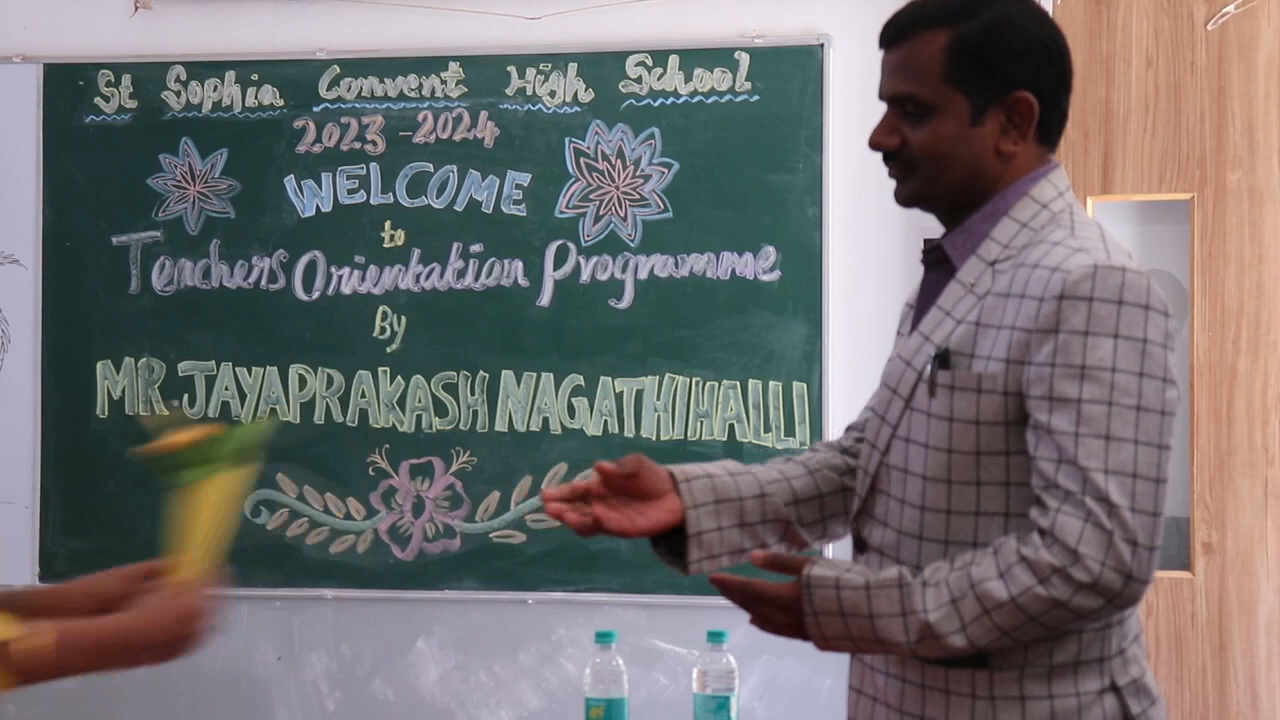 St Sophia Convent High School
2023-2024
WELCOME
to
Teachers Orientation Programme
By
MR JAYAPRAKASH NAGATHIHALLI